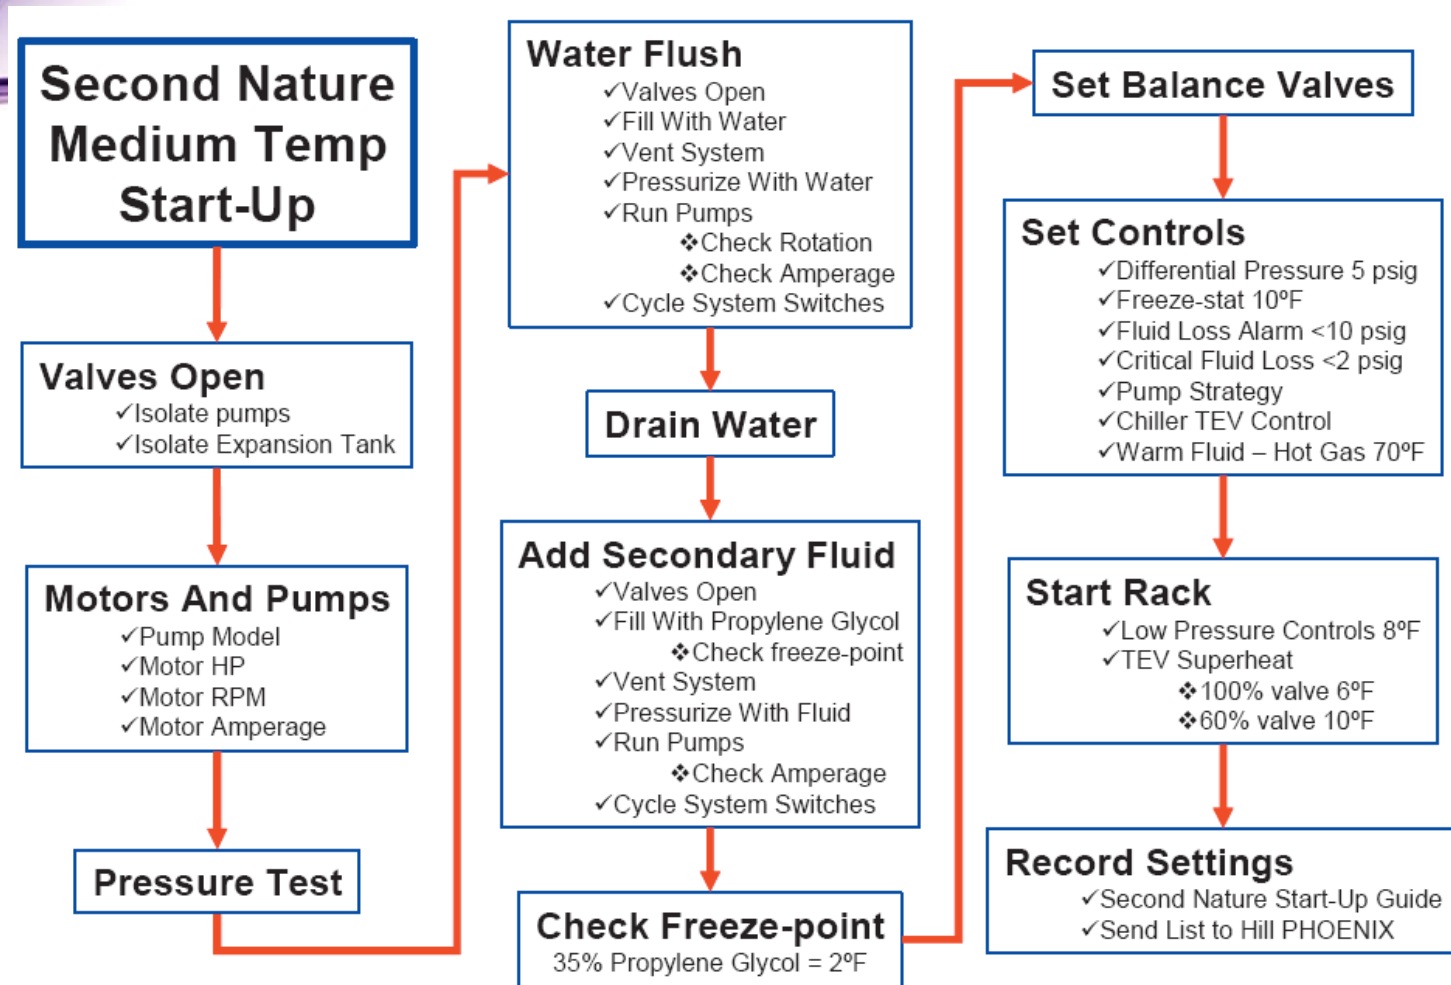 Second Nature
Medium Temp
Start-Up
Valves Open
✓Isolate pumps
✓Isolate Expansion Tank
Motors And Pumps
✓Pump Model
✓Motor HP
✓Motor RPM
✓Motor Amperage
Pressure Test
Water Flush
✓Valves Open
✓Fill With Water
✓Vent System
✓Pressurize With Water
✓Run Pumps
❖Check Rotation
❖Check Amperage
✓Cycle System Switches
Drain Water
Add Secondary Fluid
✓Valves Open
✓Fill With Propylene Glycol
❖Check freeze-point
✓Vent System
✓Pressurize With Fluid
✓Run Pumps
❖Check Amperage
✓Cycle System Switches
Check Freeze-point
35% Propylene Glycol = 2ºF
Set Balance Valves
Set Controls
✓Differential Pressure 5 psig
✓Freeze-stat 10ºF
✓Fluid Loss Alarm <10 psig
✓Critical Fluid Loss <2 psig
✓Pump Strategy
✓Chiller TEV Control
✓Warm Fluid – Hot Gas 70ºF
Start Rack
✓Low Pressure Controls 8ºF
✓TEV Superheat
❖100% valve 6ºF
❖60% valve 10ºF
Record Settings
✓Second Nature Start-Up Guide
✓Send List to Hill PHOENIX